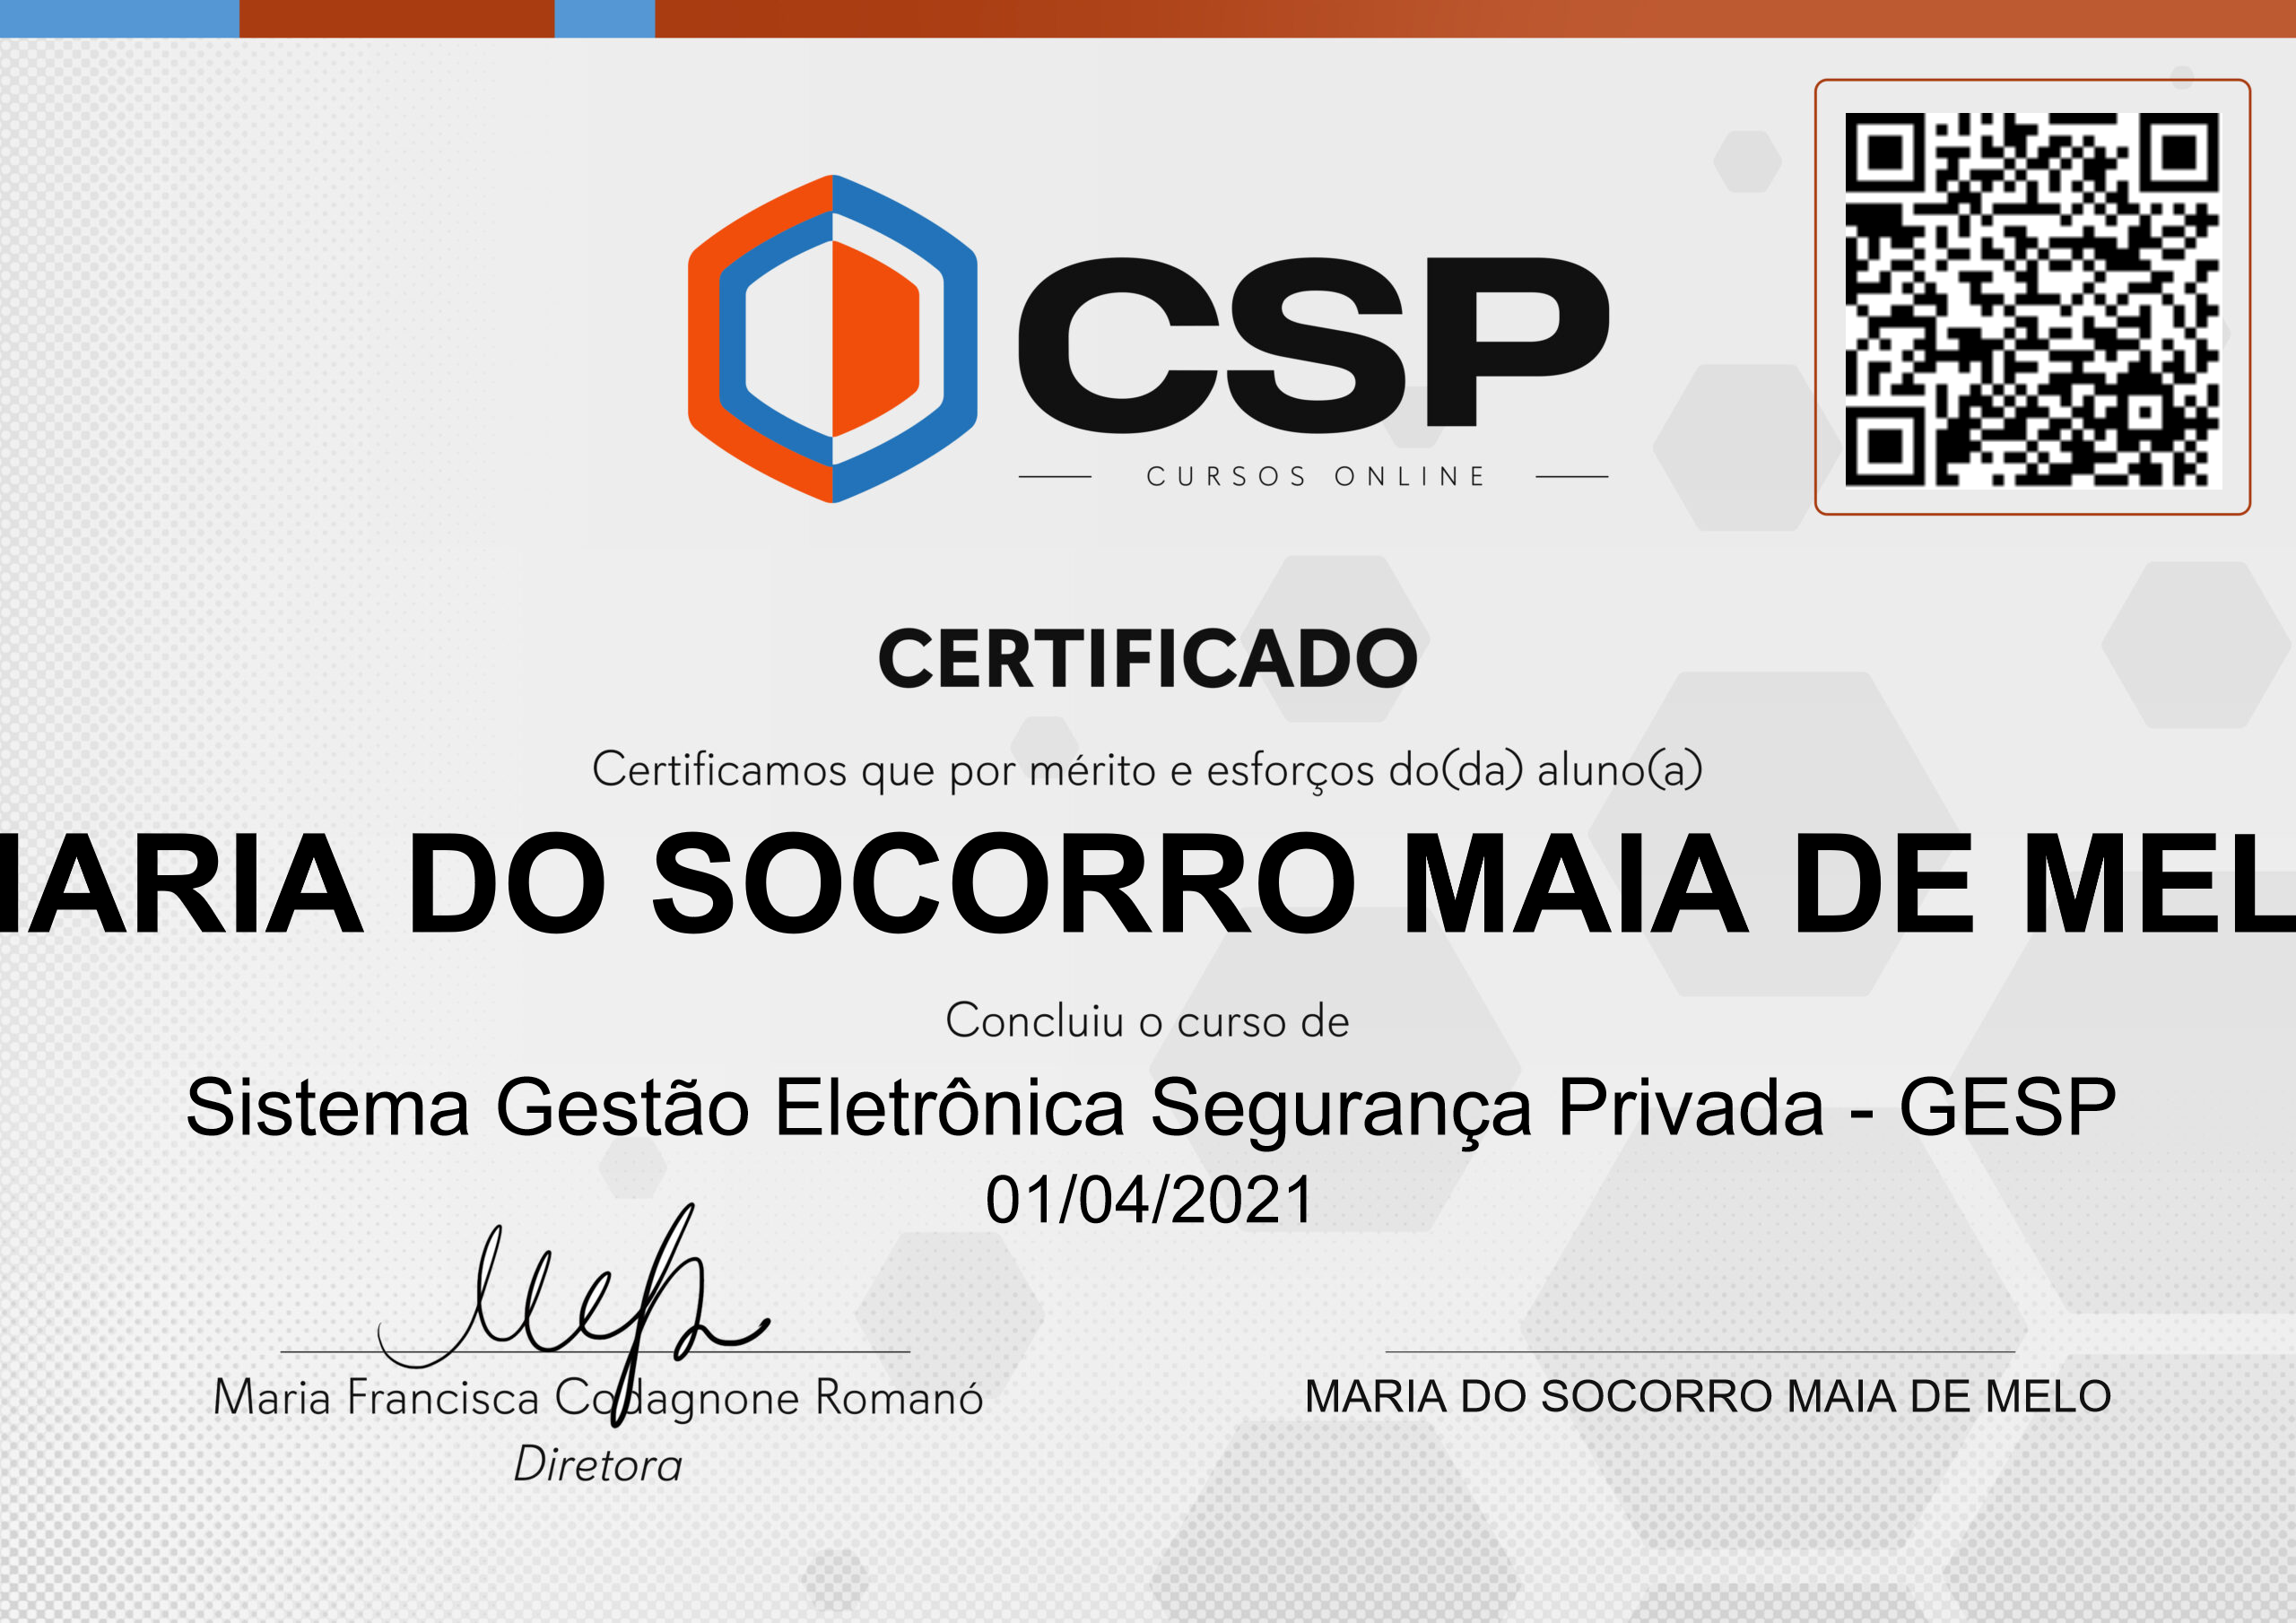 CSP
CURSOS ONLINE
CERTIFICADO
Certificamos que por mérito e esforços do(da) aluno(a)
IARIA DO SOCORRO MAIA DE MEL
Concluiu o curso de
Sistema Gestão Eletrônica Segurança Privada - GESP
01/04/2021
Maria Francisca Codagnone Romanó
Diretora
MARIA DO SOCORRO MAIA DE MELO